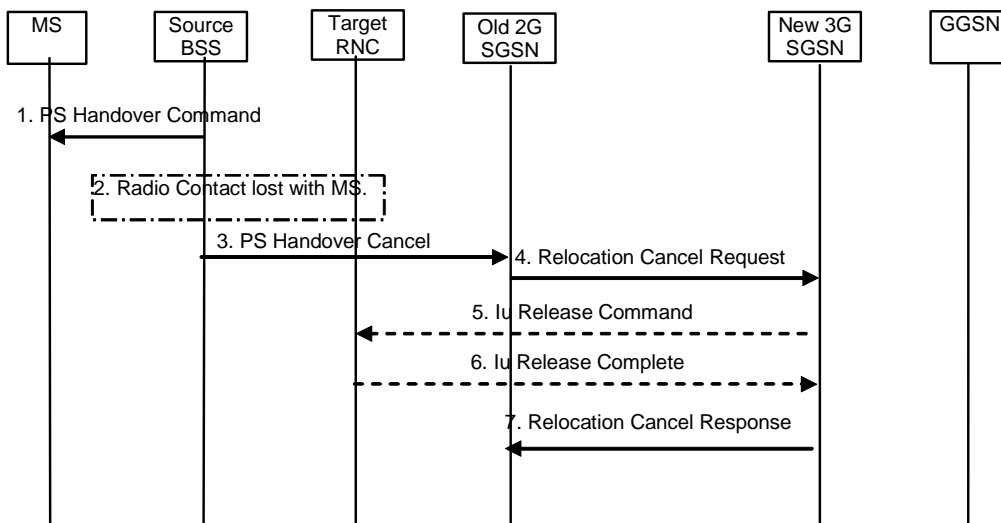 MS
Source
BSS
Target
RNC
Old 2G
SGSN
New 3G
SGSN
GGSN
1. PS Handover Command
2. Radio Contact lost with MS.
3. PS Handover Cancel
4. Relocation Cancel Request
5. Iu Release Command
6. Iu Release Complete
7. Relocation Cancel Response